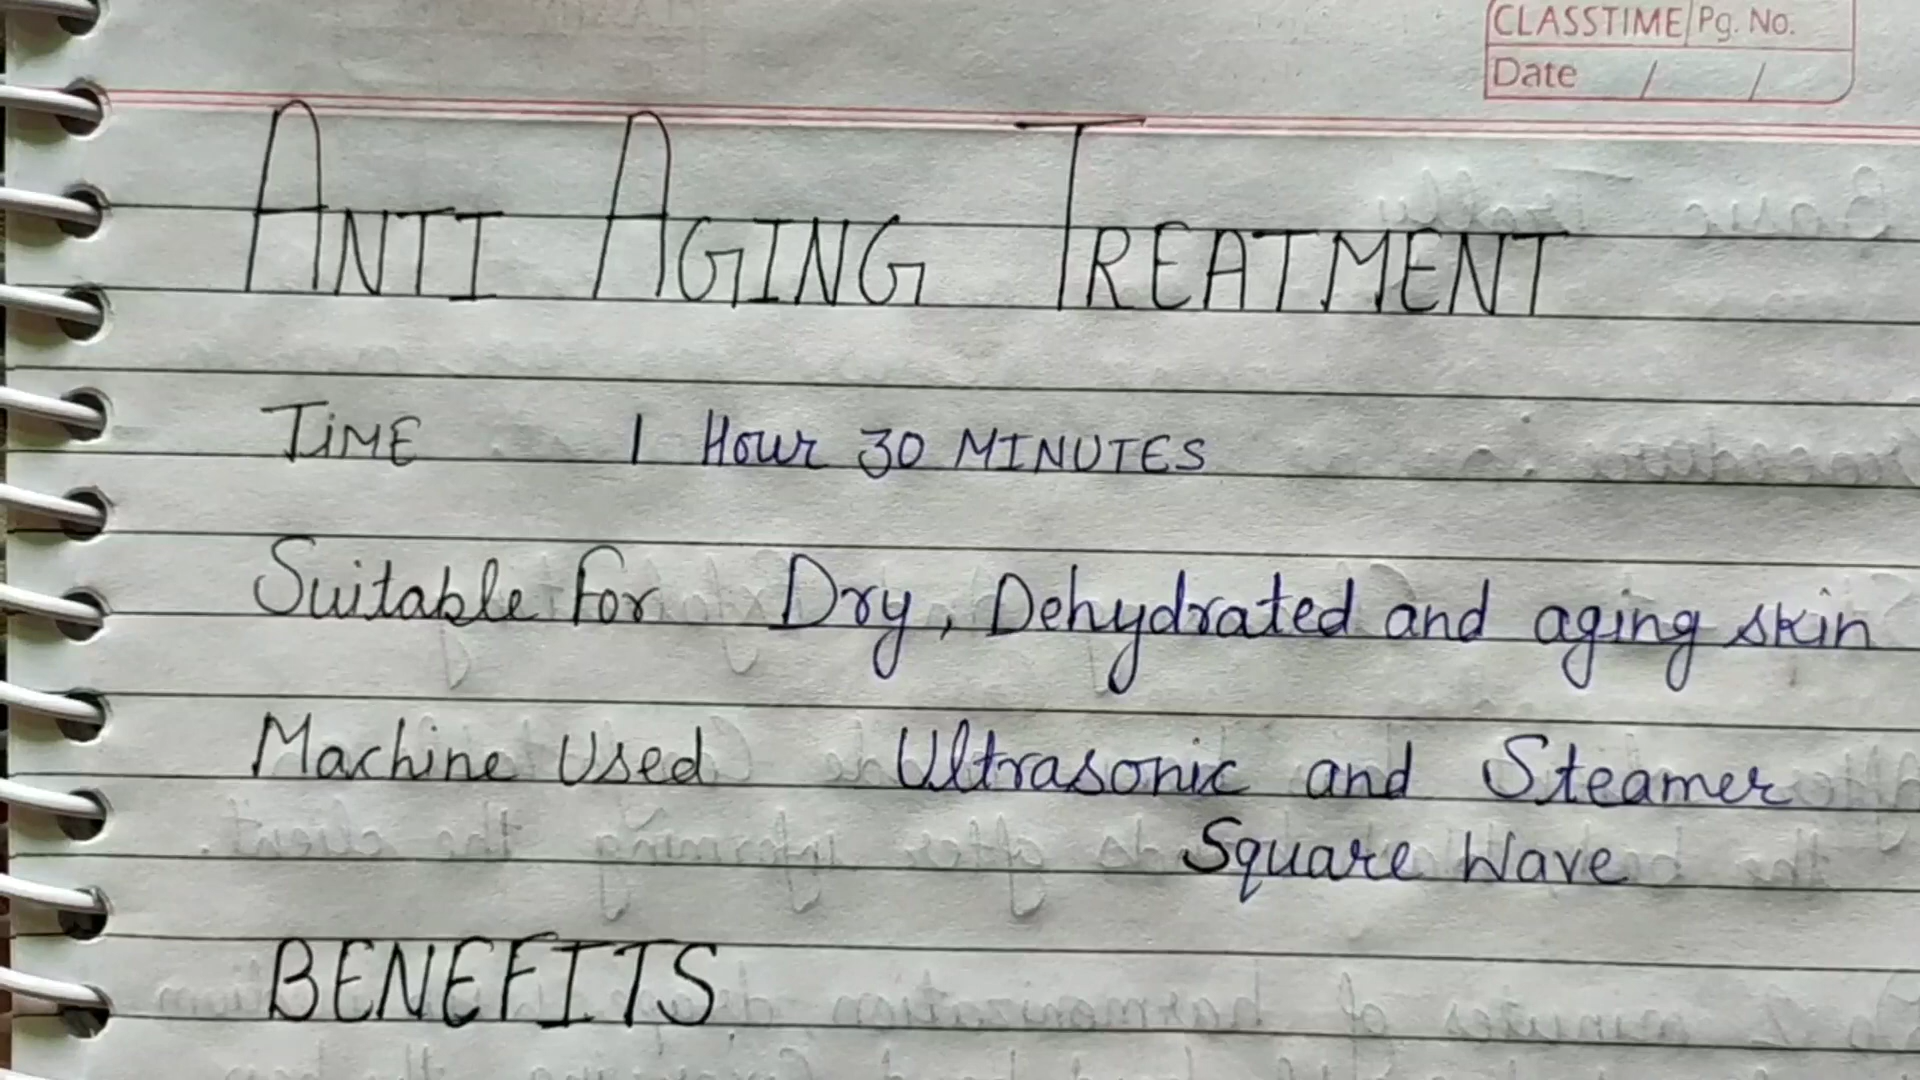 CLASSTIME Pg. No.
Date / /
ANTI AGING TREATMENT
TIME 1 Hour 30 MINUTES
Suitable For Dry, Dehydrated and aging skin
Machine Used Ultrasonic and Steamer
Square Wave
BENEFITS